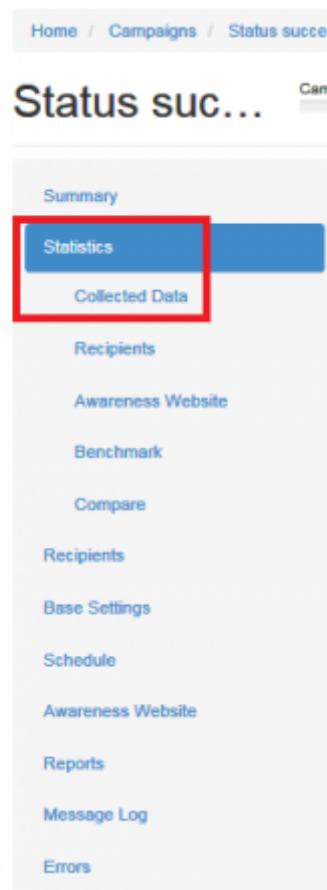 Home / Campaigns / Status succe
Status suc... Cam
Summary
Statistics
Collected Data
Recipients
Awareness Website
Benchmark
Compare
Recipients
Base Settings
Schedule
Awareness Website
Reports
Message Log
Errors